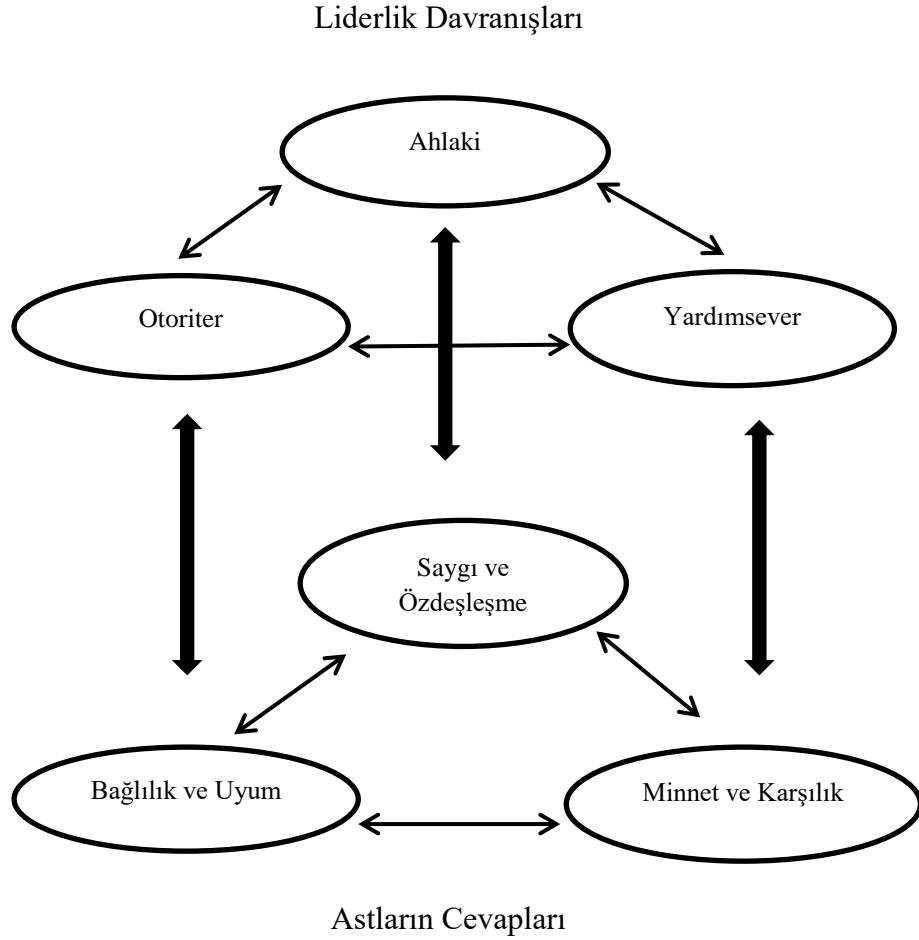 Liderlik Davranışları
Ahlaki
Otoriter
Yardımsever
Saygı ve
Özdeşleşme
Bağlılık ve Uyum
Minnet ve Karşılık
Astların Cevapları